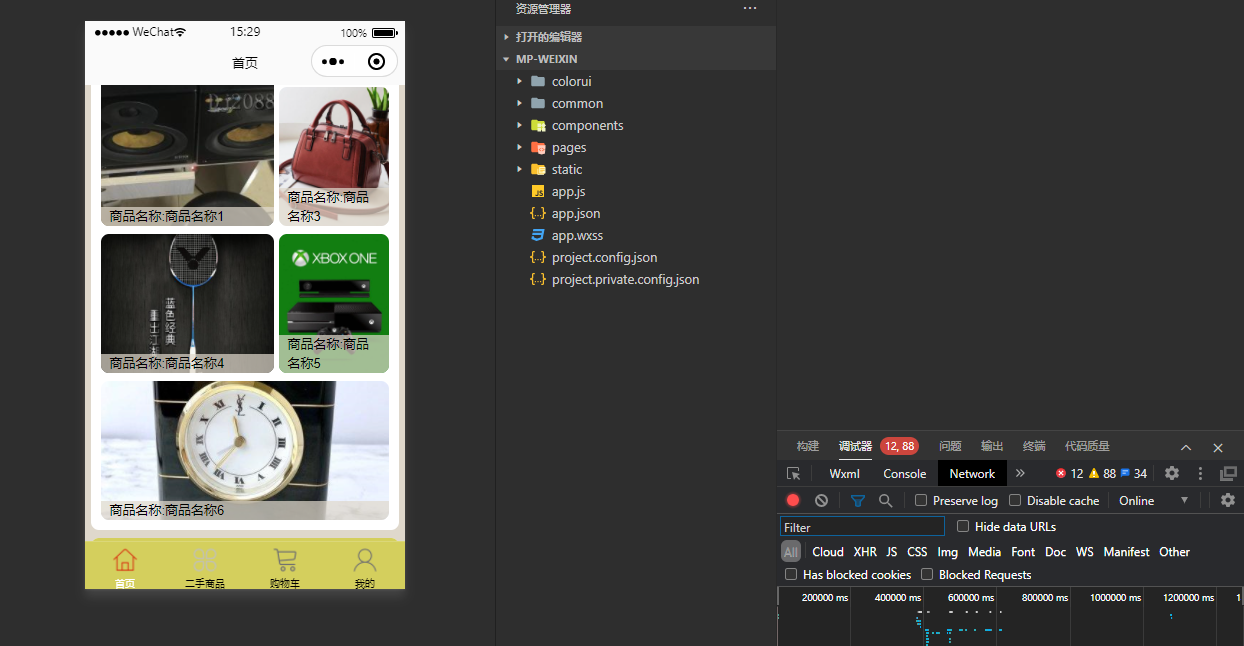 WeChat
15:29
100%
首页
DJ2088
商品名称:商品名称1
商品名称:商品
名称3
蓝色经典
商品名称:商品名称4
XBOX ONE
商品名称:商品
名称5
XII
商品名称:商品名称6
首页
二手商品
购物车
我的
资源管理器
打开的编辑器
MP-WEIXIN
colorui
common
components
pages
static
JS app.js
{..} app.json
app.wxss
{..} project.config.json
{..} project.private.config.json
构建 调试器 12, 88 问题 输出 终端 代码质量
Wxml Console Network 12 88 34
Preserve log Disable cache Online
Filter Hide data URLs
All Cloud XHR JS CSS Img Media Font Doc WS Manifest Other
Has blocked cookies Blocked Requests
200000 ms 400000 ms 600000 ms 800000 ms 1000000 ms 1200000 ms 1